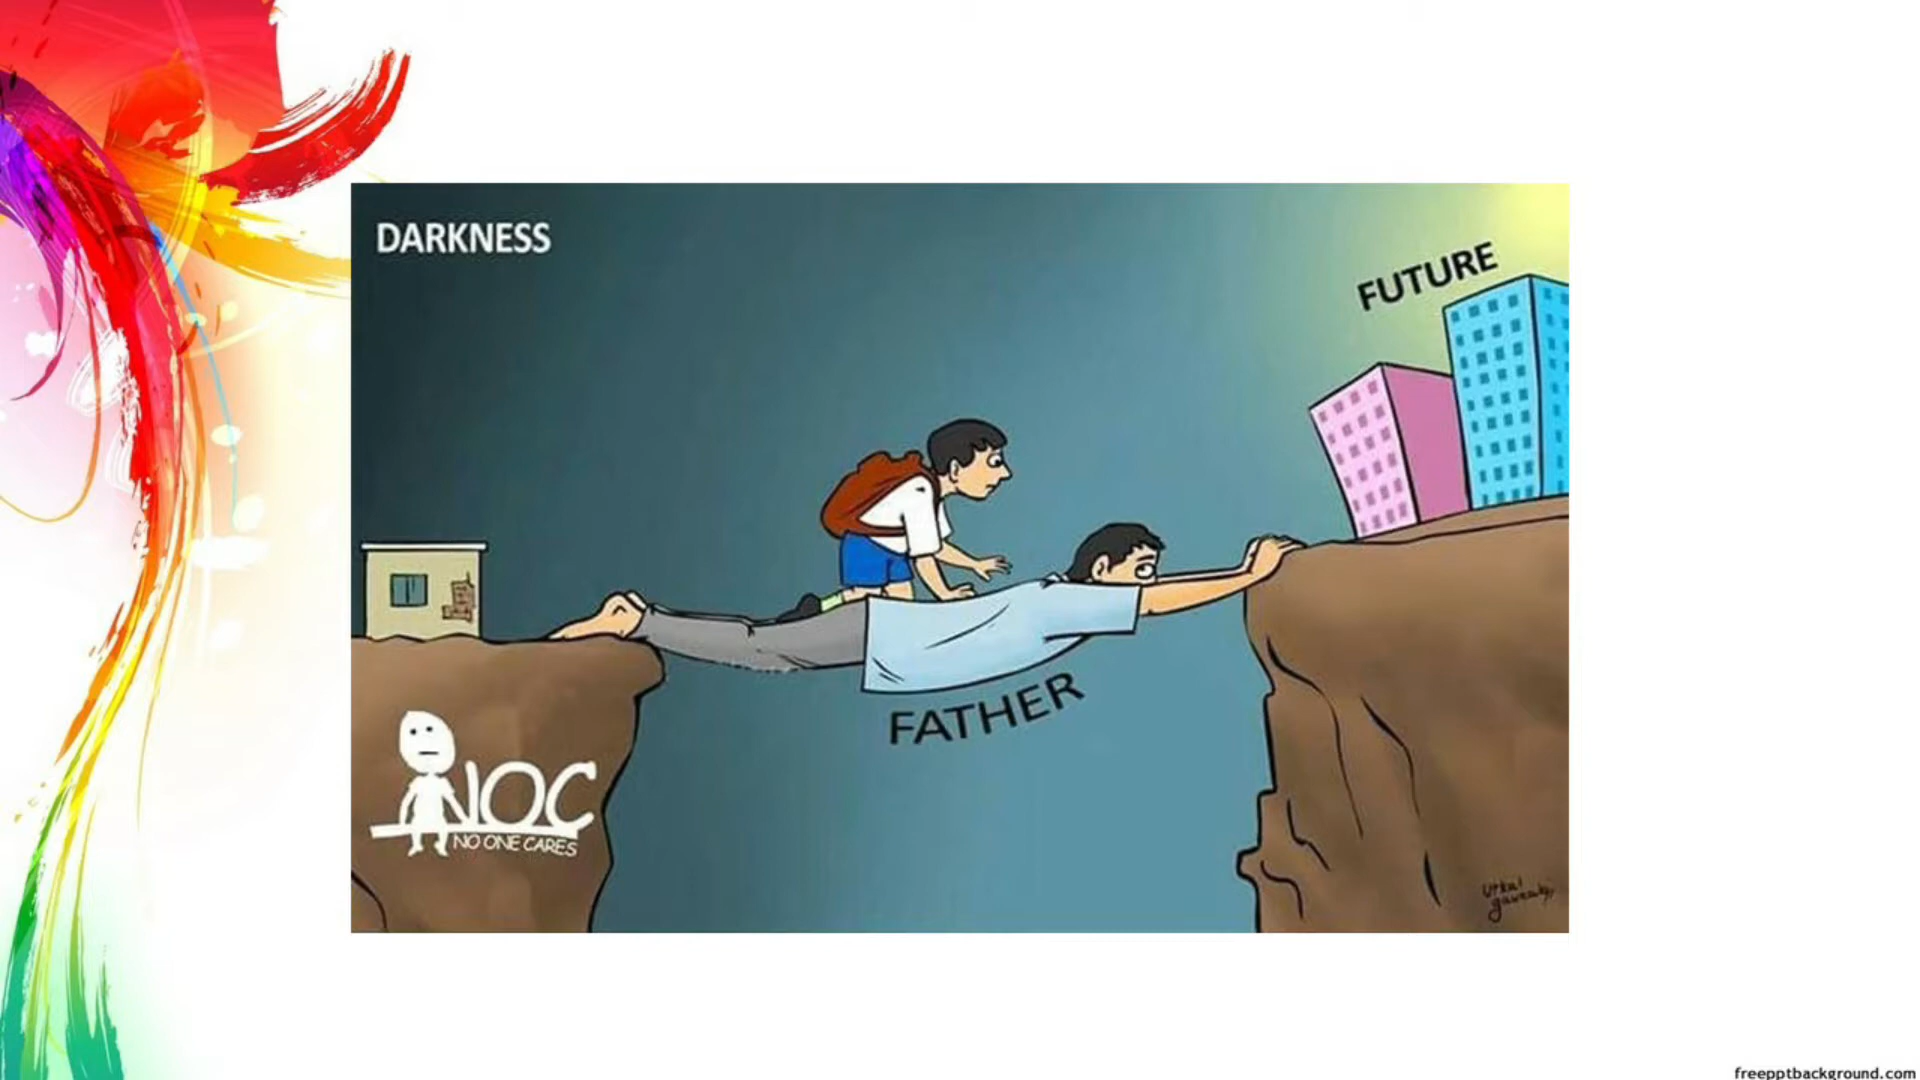 DARKNESS
FUTURE
FATHER
NOC
NO ONE CARES
freepptbackground.com